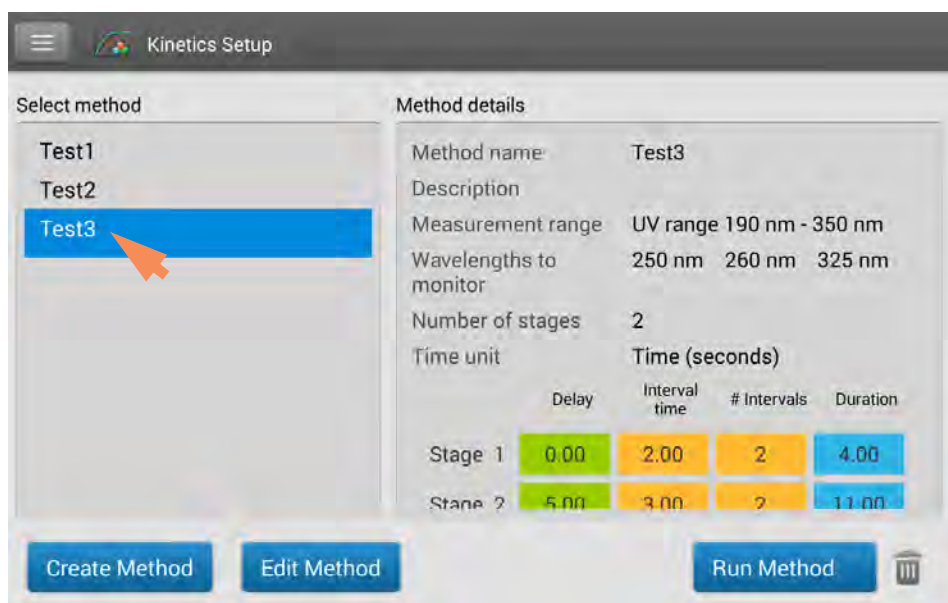 Kinetics Setup
Select method
Test1
Test2
Test3
Method details
Method name Test3
Description
Measurement range UV range 190 nm - 350 nm
Wavelengths to monitor 250 nm 260 nm 325 nm
Number of stages 2
Time unit Time (seconds)
Delay Interval time # Intervals Duration
Stage 1 0.00 2.00 2 4.00
Stage 2 5.00 3.00 2 11.00
Create Method Edit Method Run Method